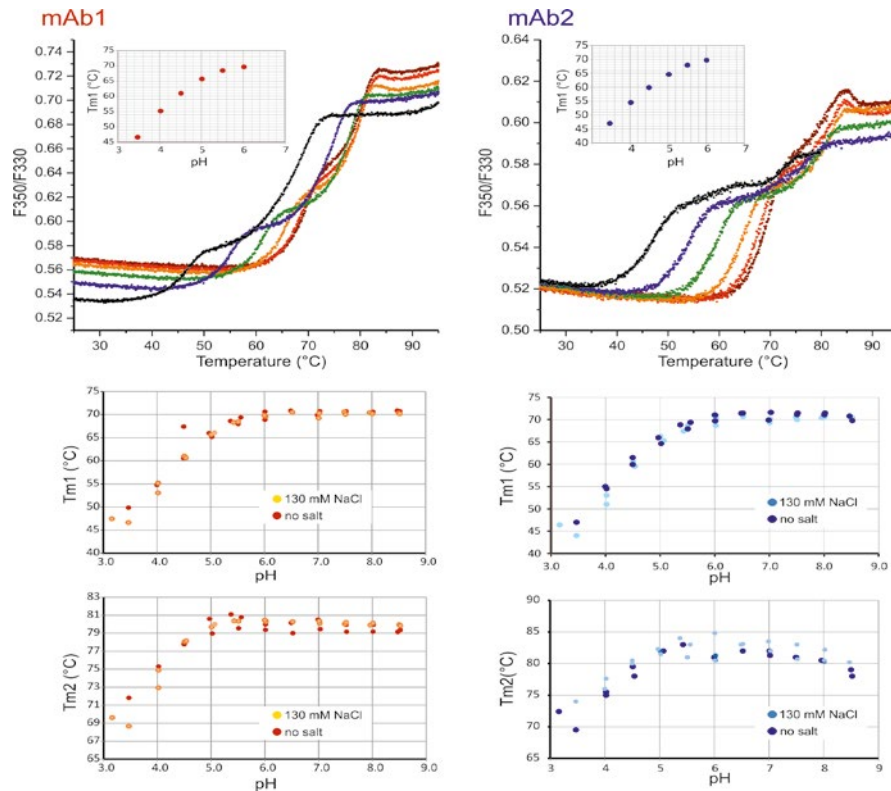 mAb1
mAb2
0.74
0.72
0.70
0.68
0.66
0.64
0.62
0.60
0.58
0.56
0.54
0.52
F350/F330
30 40 50 60 70 80 90
Temperature (°C)
75
70
65
60
55
50
45
Tm1 (°C)
3 4 5 6 7
pH
0.64
0.62
0.60
0.58
0.56
0.54
0.52
0.50
F350/F330
30 40 50 60 70 80 90
Temperature (°C)
75
70
65
60
55
50
45
40
Tm1 (°C)
3 4 5 6 7
pH
75
70
65
60
55
50
45
40
Tm1 (°C)
130 mM NaCl
no salt
3.0 4.0 5.0 6.0 7.0 8.0 9.0
pH
75
70
65
60
55
50
45
40
Tm1 (°C)
130 mM NaCl
no salt
3.0 4.0 5.0 6.0 7.0 8.0 9.0
pH
83
81
79
77
75
73
71
69
67
65
Tm2 (°C)
130 mM NaCl
no salt
3.0 4.0 5.0 6.0 7.0 8.0 9.0
pH
90
85
80
75
70
65
Tm2(°C)
130 mM NaCl
no salt
3 4 5 6 7 8 9
pH